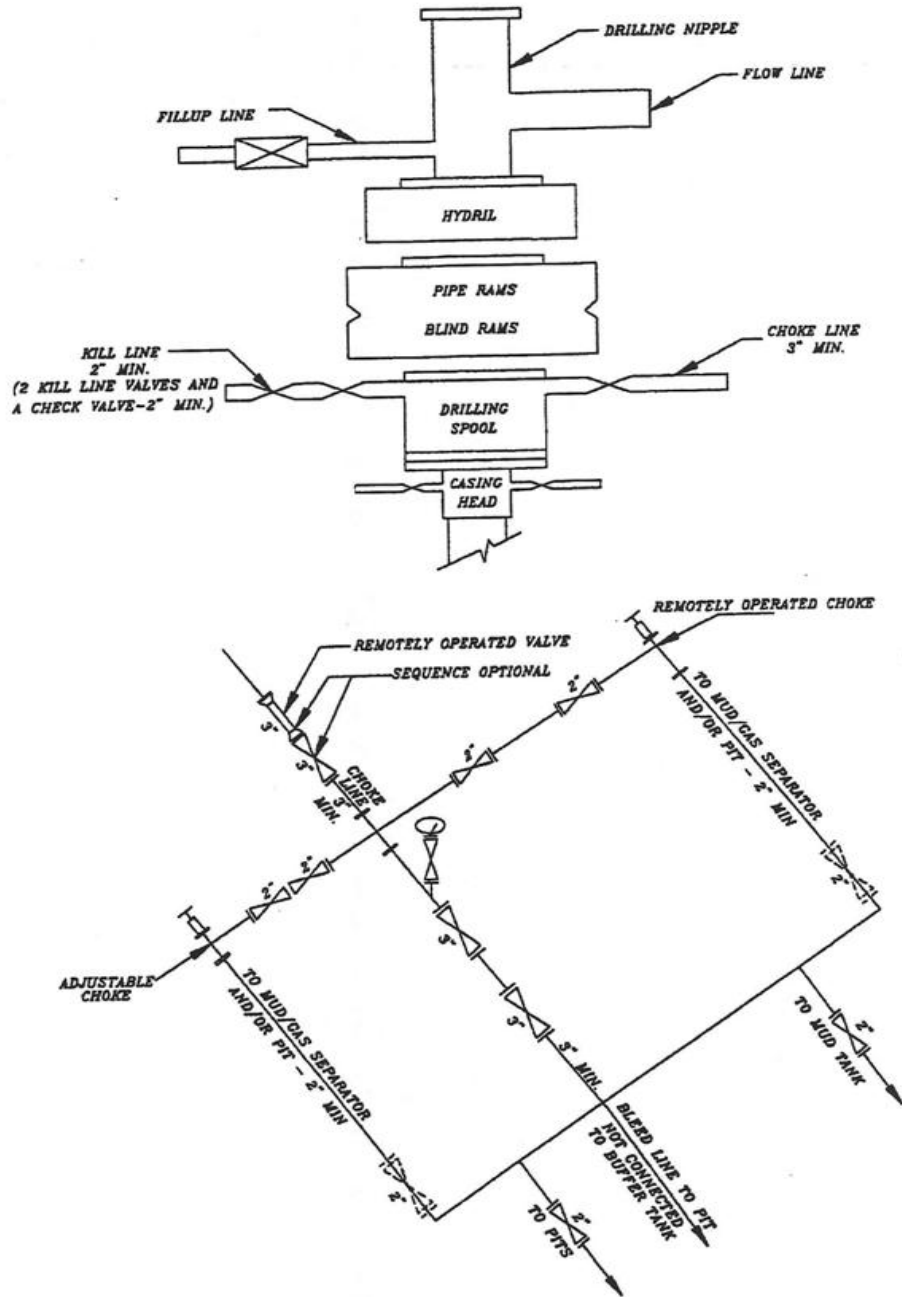 DRILLING NIPPLE
FLOW LINE
FILLUP LINE
HYDRIL
PIPE RAMS
BLIND RAMS
KILL LINE
2" MIN.
(2 KILL LINE VALVES AND
A CHECK VALVE-2" MIN.)
CHOKE LINE
3" MIN.
DRILLING
SPOOL
CASING
HEAD
REMOTELY OPERATED CHOKE
REMOTELY OPERATED VALVE
SEQUENCE OPTIONAL
3"
3"
CHOKE
LINE
3"
MIN.
2"
2"
TO MUD/GAS SEPARATOR
AND/OR PIT - 2" MIN
2"
2"
2"
ADJUSTABLE
CHOKE
TO MUD/GAS SEPARATOR
AND/OR PIT - 2" MIN
2"
3"
3"
3" MIN.
BLEED LINE TO PIT
NOT CONNECTED
TO BUFFER TANK
2"
TO MUD TANK
2"
TO PITS